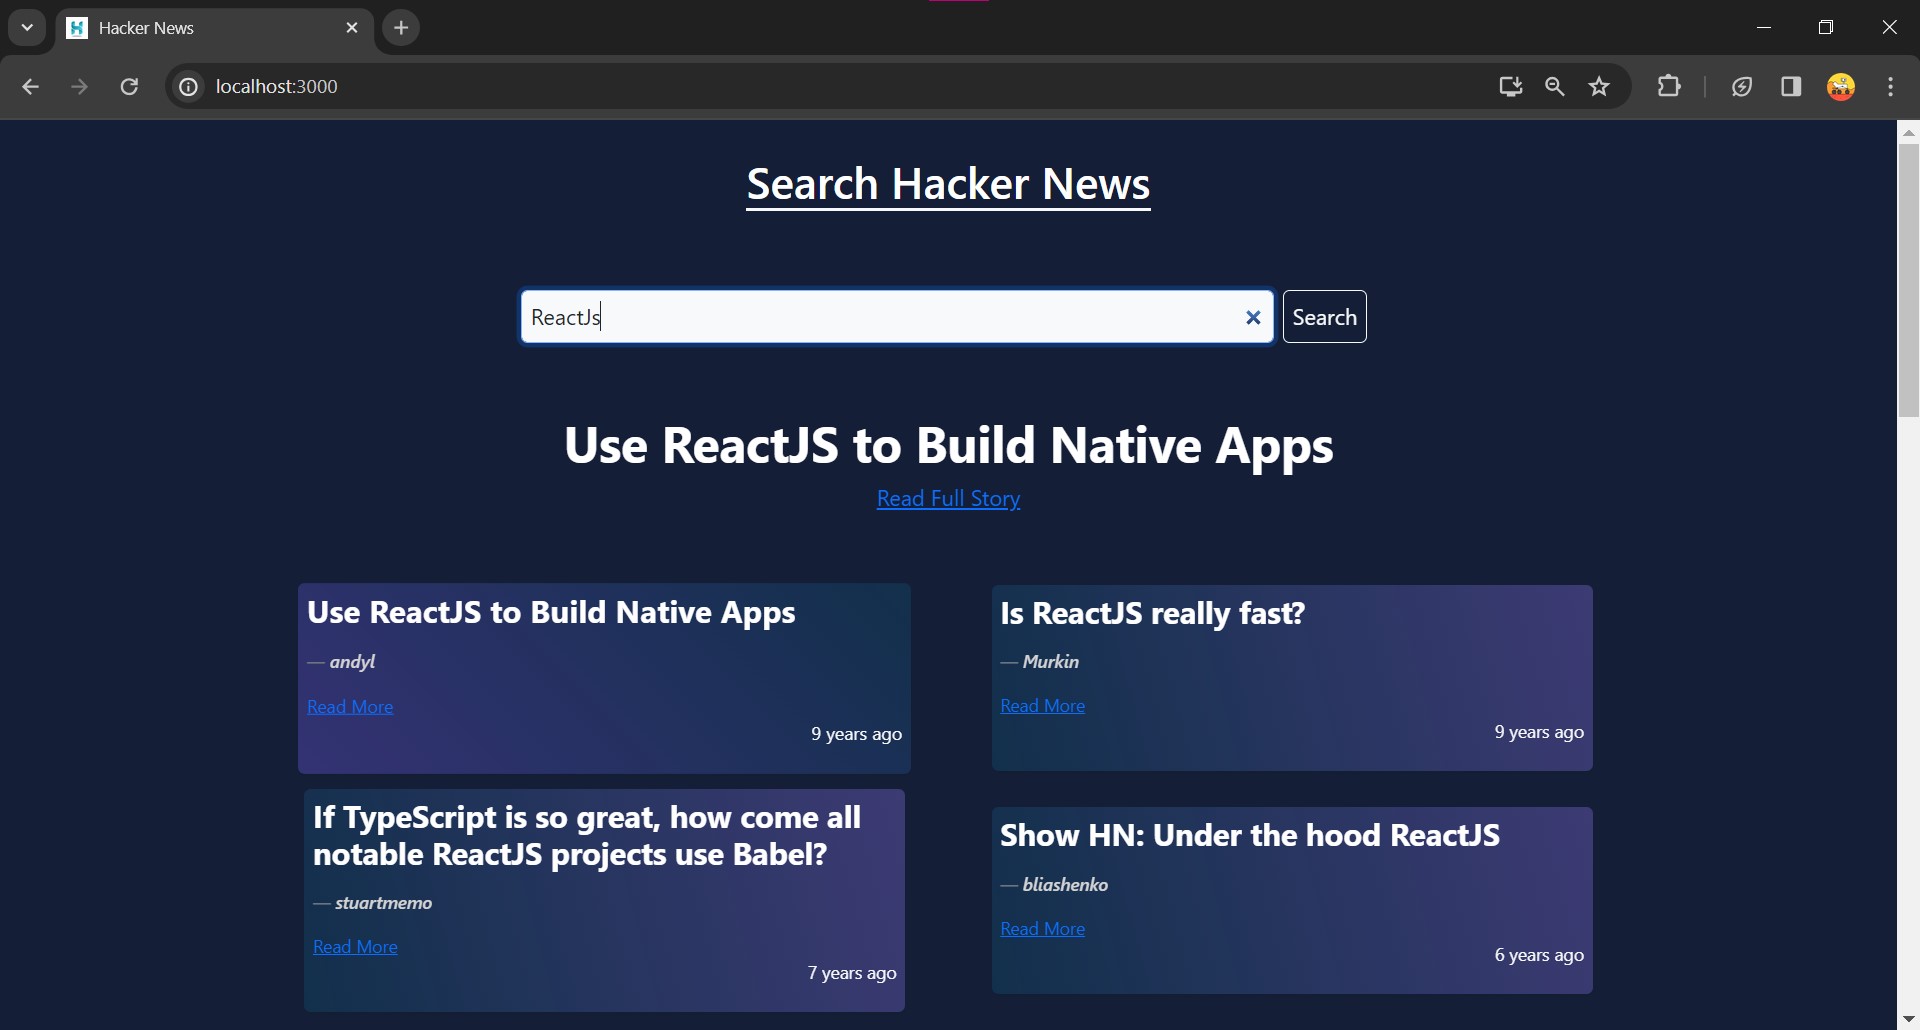 Hacker News
localhost:3000
Search Hacker News
ReactJs
Search
Use ReactJS to Build Native Apps
Read Full Story
Use ReactJS to Build Native Apps
— andyl
Read More
9 years ago
Is ReactJS really fast?
— Murkin
Read More
9 years ago
If TypeScript is so great, how come all
notable ReactJS projects use Babel?
— stuartmemo
Read More
7 years ago
Show HN: Under the hood ReactJS
— bliashenko
Read More
6 years ago